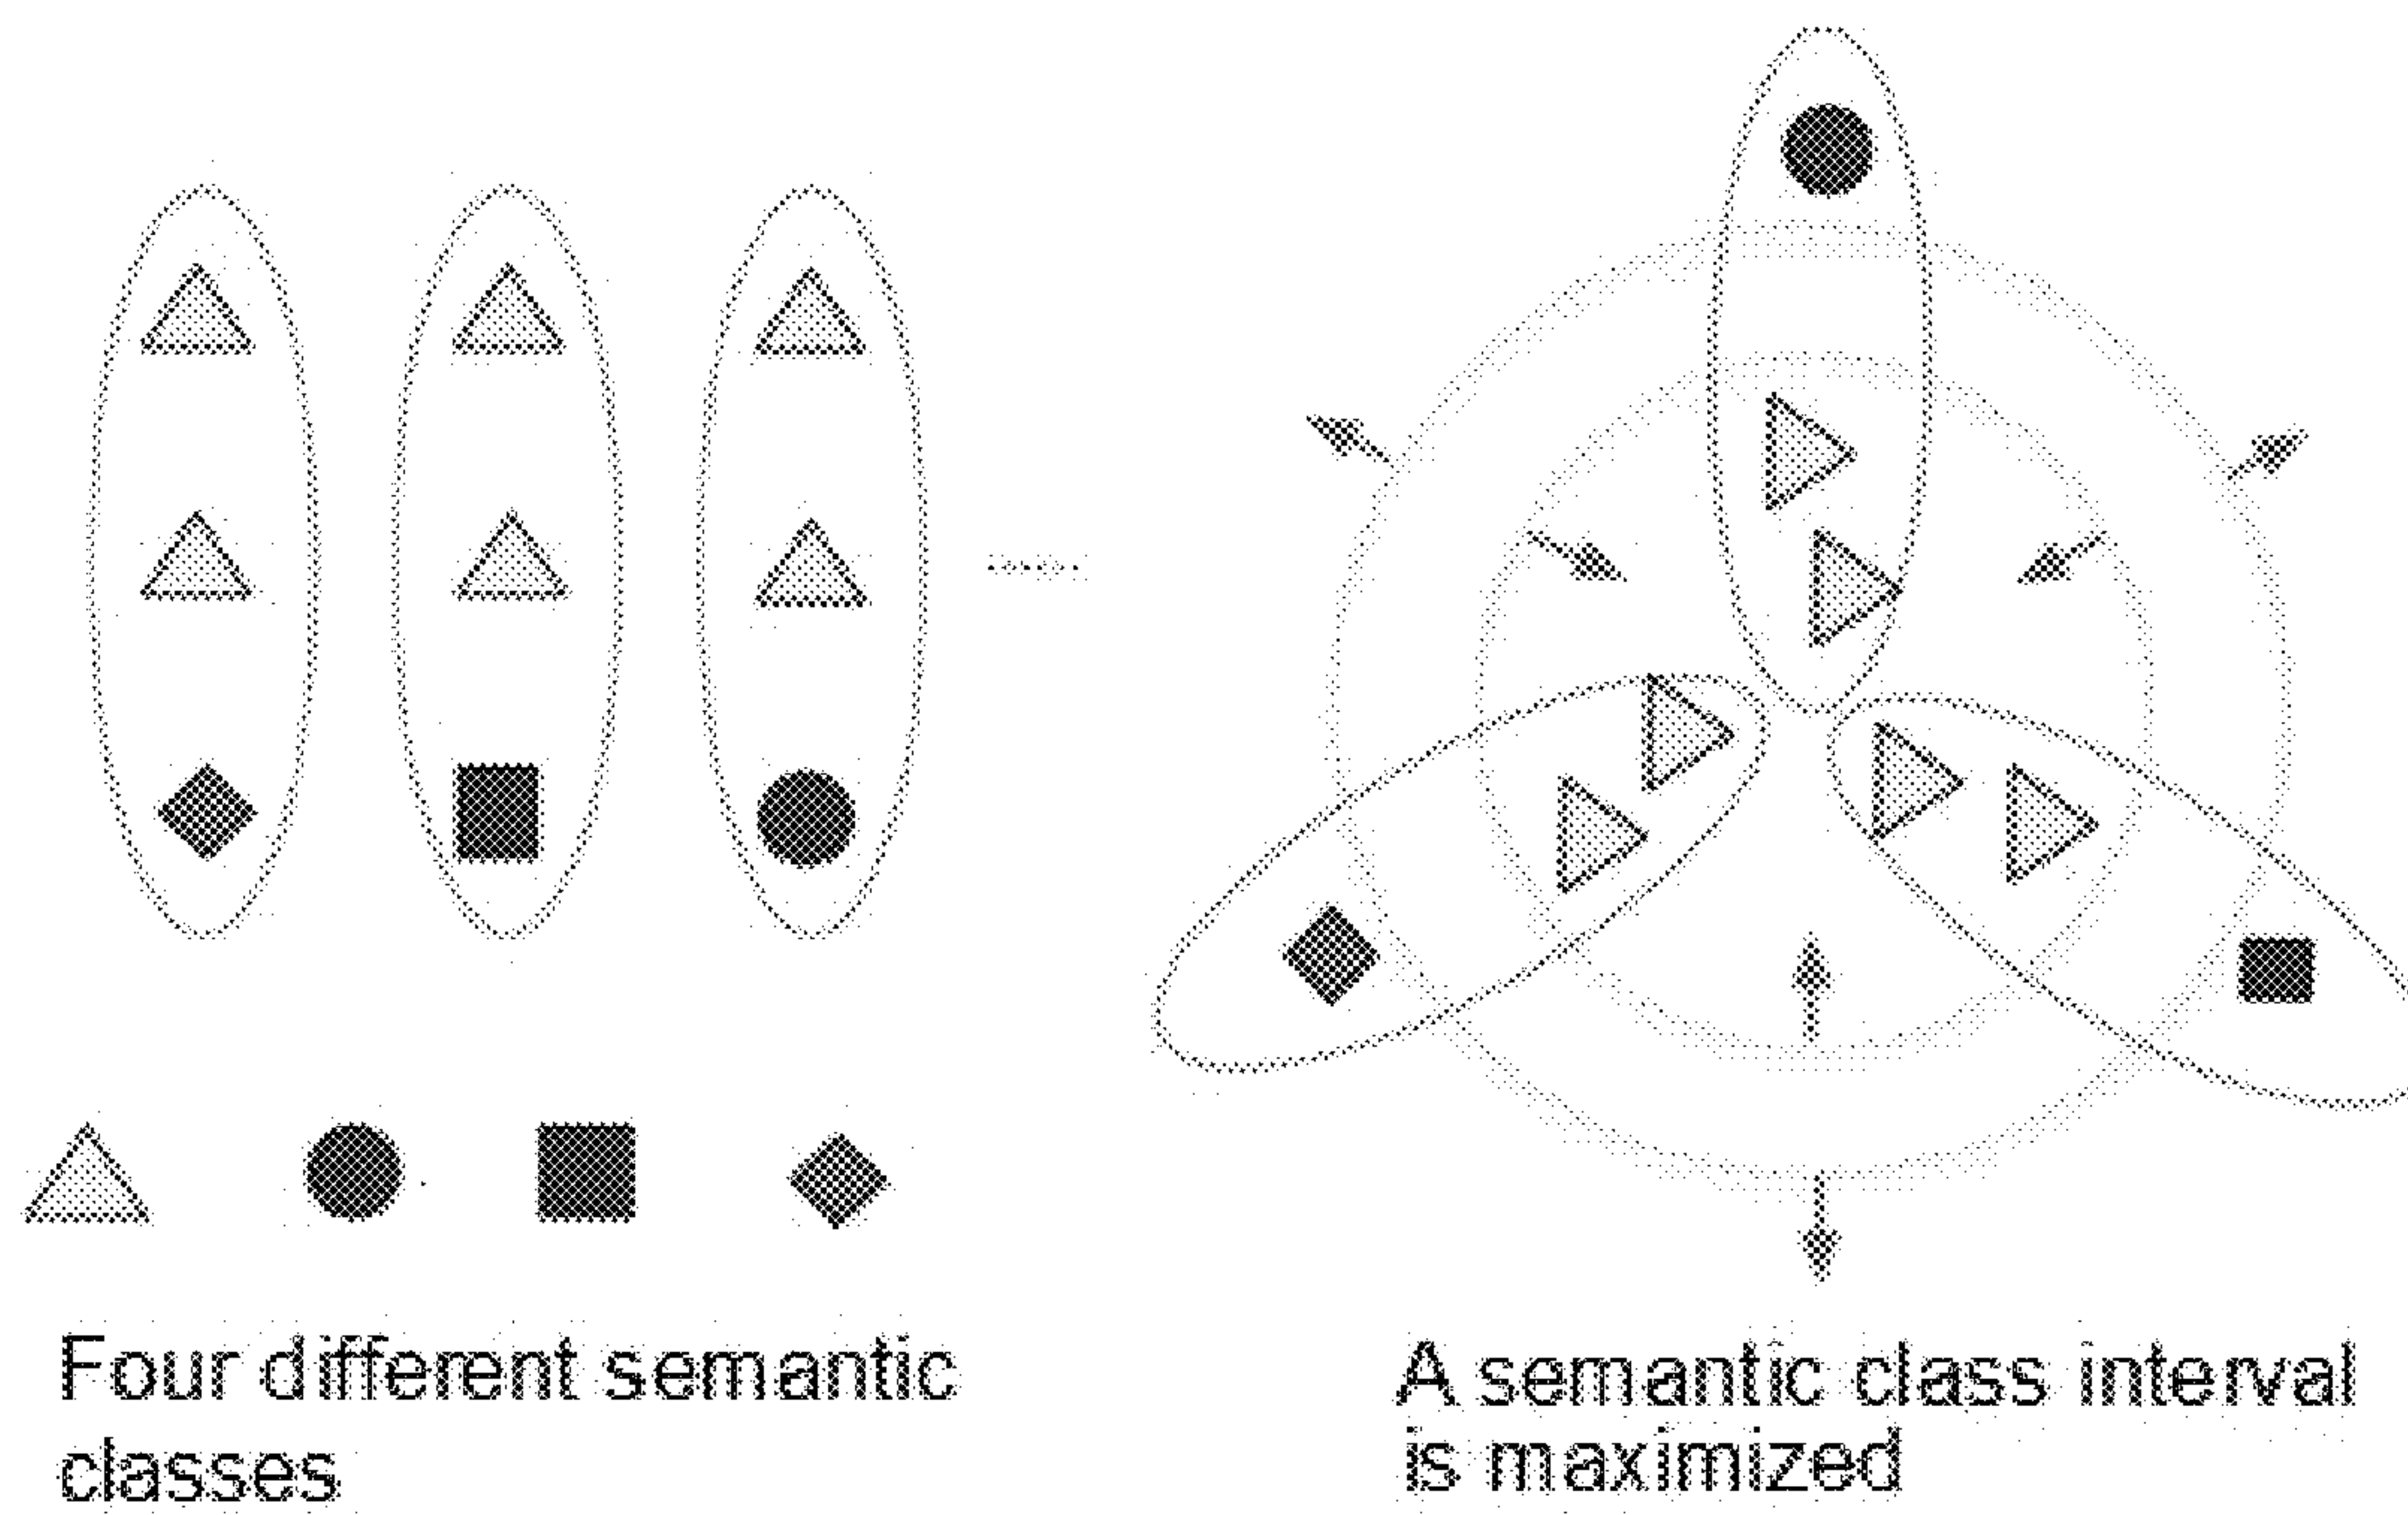 Four different semantic
classes
A semantic class interval
is maximized